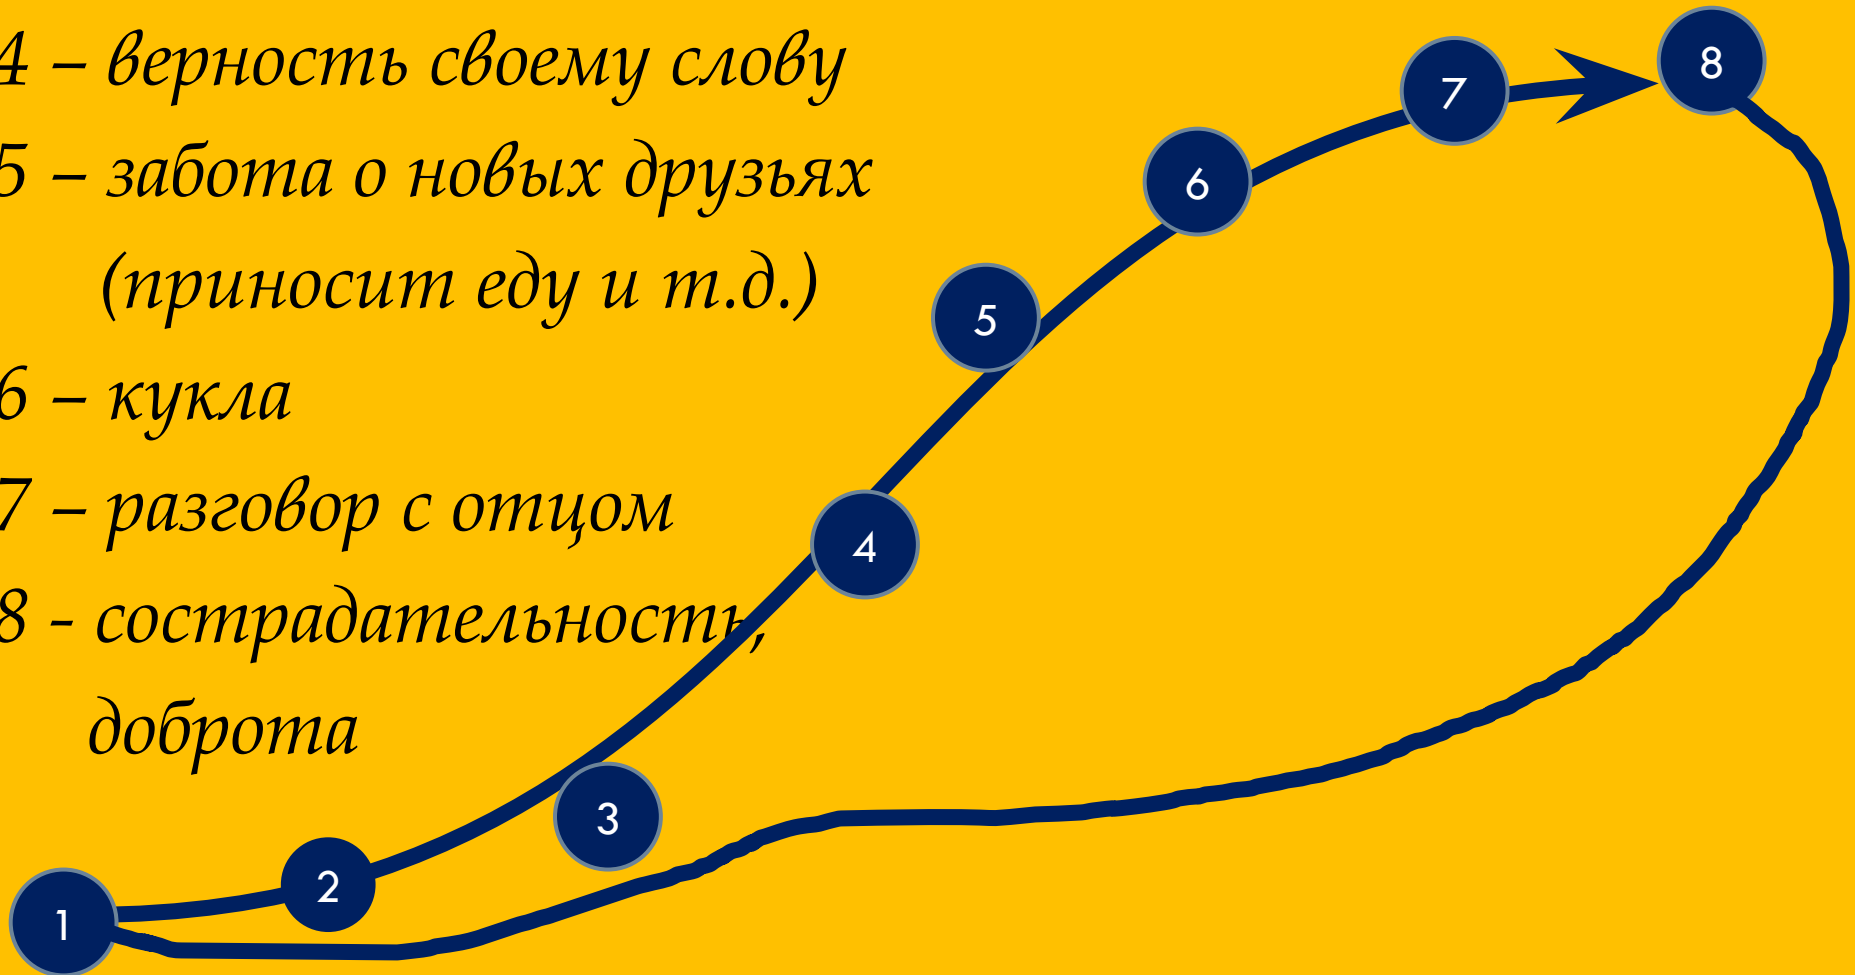 4 – верность своему слову
5 – забота о новых друзьях
(приносит еду и т.д.)
6 – кукла
7 – разговор с отцом
8 - сострадательность,
доброта
8
7
6
5
4
3
2
1